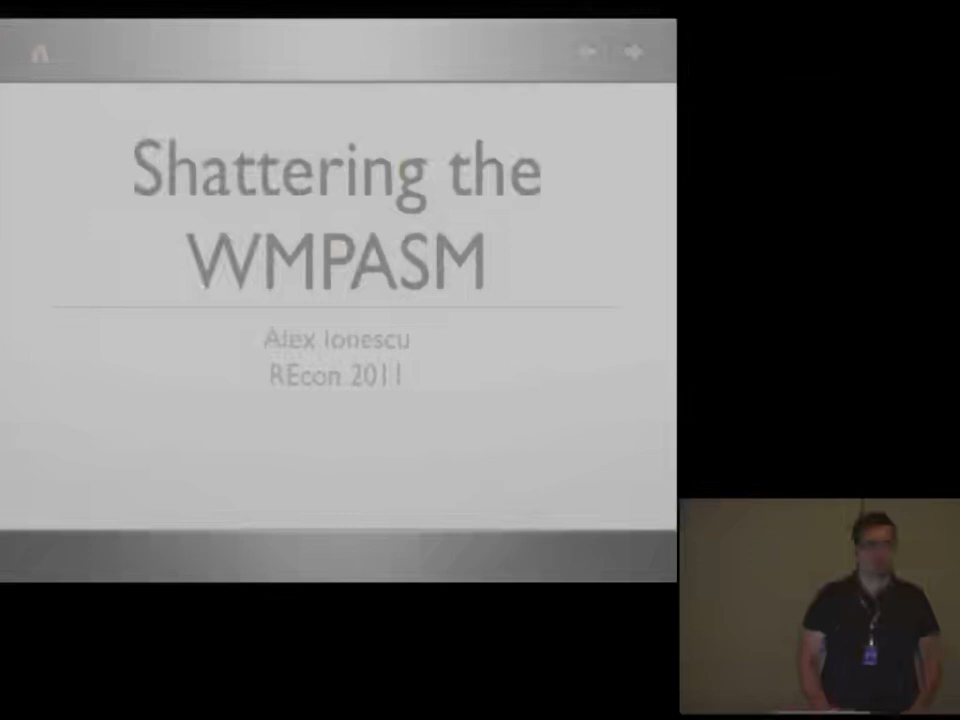 Shattering the
WMPASM
Alex Ionescu
REcon 2011